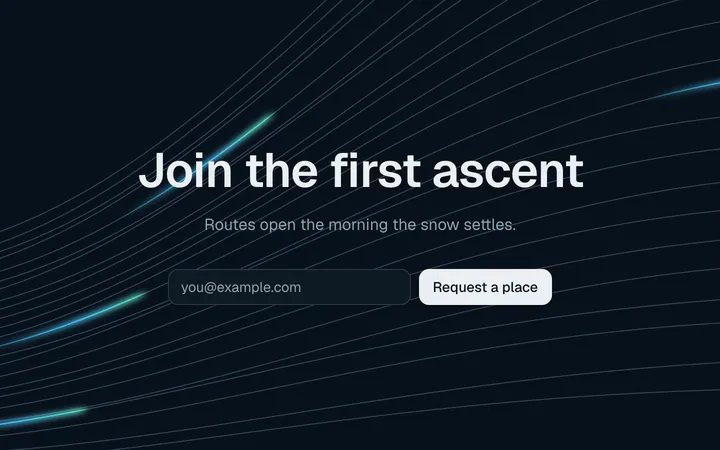 Join the first ascent
Routes open the morning the snow settles.
you@example.com
Request a place